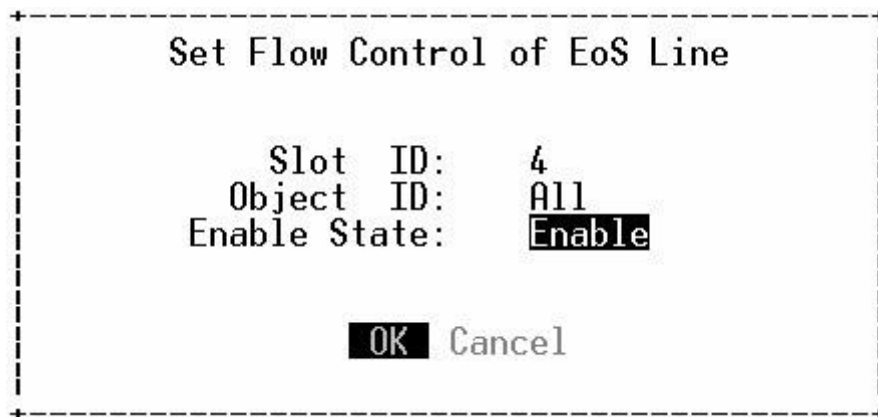 Set Flow Control of EoS Line
Slot ID: 4
Object ID: All
Enable State: Enable
OK Cancel